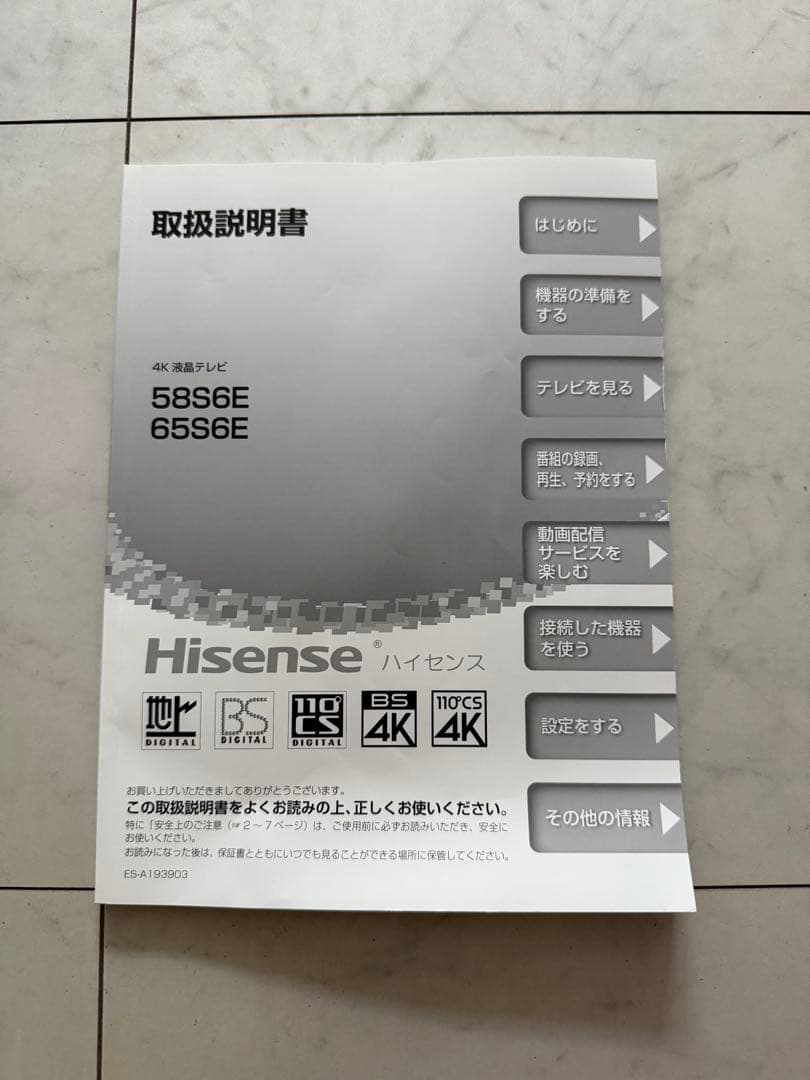 取扱説明書
4K 液晶テレビ
58S6E
65S6E
はじめに
機器の準備を
する
テレビを見る
番組の録画、
再生、予約をする
動画配信
サービスを
楽しむ
接続した機器
を使う
設定をする
その他の情報
Hisense® ハイセンス
地上 DIGITAL
BS DIGITAL
110°CS DIGITAL
BS 4K
110°CS 4K
お買い上げいただきましてありがとうございます。
この取扱説明書をよくお読みの上、正しくお使いください。
特に「安全上のご注意（☞2～7ページ）は、ご使用前に必ずお読みいただき、安全に
お使いください。
お読みになった後は、保証書とともにいつでも見ることができる場所に保管してください。
ES-A193903